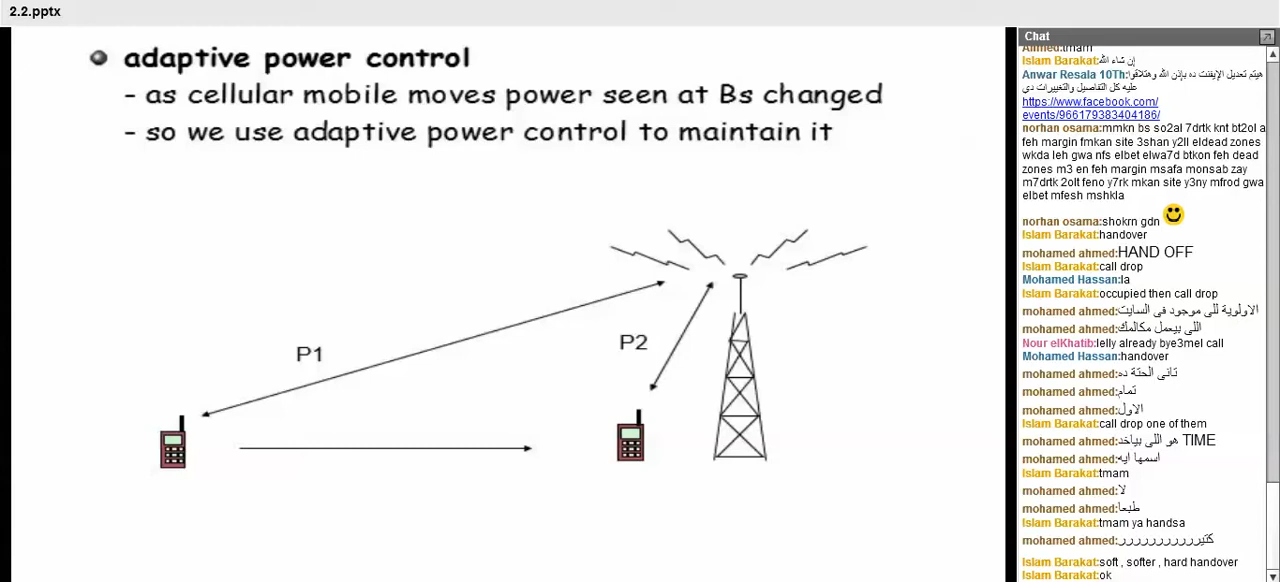 2.2.pptx
adaptive power control
- as cellular mobile moves power seen at Bs changed
- so we use adaptive power control to maintain it
P1
P2
Chat
Ahmed:tmam
Islam Barakat:إن شاء الله
Anwar Resala 10Th:هيتم تعديل الإيفنت ده بإذن الله وهتلاقوا
عليه كل التفاصيل والتغييرات دي
https://www.facebook.com/
events/966179383404186/
norhan osama:mmkn bs so2al 7drtk knt bt2ol a
feh margin fmkan site 3shan y2ll eldead zones
wkda leh gwa nfs elbet elwa7d btkon feh dead
zones m3 en feh margin msafa monsab zay
m7drtk 2olt feno y7rk mkan site y3ny mfrod gwa
elbet mfesh mshkla
norhan osama:shokrn gdn
Islam Barakat:handover
mohamed ahmed:HAND OFF
Islam Barakat:call drop
Mohamed Hassan:la
Islam Barakat:occupied then call drop
mohamed ahmed:الاولوية للى موجود فى السايت
mohamed ahmed:اللى بيعمل مكالمك
Nour elKhatib:lelly already bye3mel call
Mohamed Hassan:handover
mohamed ahmed:تانى الحتة ده
mohamed ahmed:تمام
mohamed ahmed:الاول
Islam Barakat:call drop one of them
mohamed ahmed:هو اللى بياخد TIME
mohamed ahmed:اسمها ايه
Islam Barakat:tmam
mohamed ahmed:لا
mohamed ahmed:طبعا
Islam Barakat:tmam ya handsa
mohamed ahmed:كتيرررررررررر
Islam Barakat:soft , softer , hard handover
Islam Barakat:ok